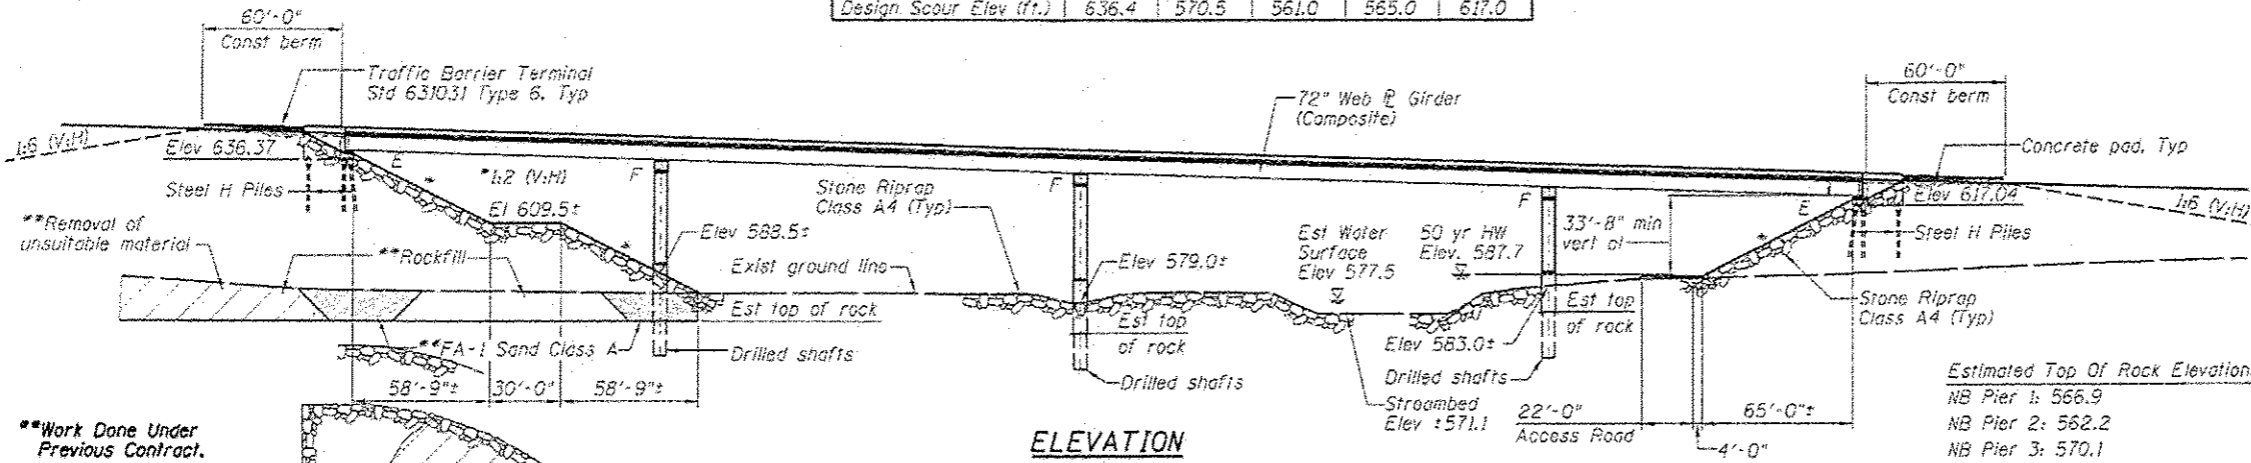 Design Scour Elev (ft.) 636.4 570.5 561.0 565.0 617.0
60'-0"
Const berm
Traffic Barrier Terminal
Std 631031 Type 6. Typ
72" Web ℙ Girder
(Composite)
60'-0"
Const berm
Concrete pad, Typ
1:6 (V:H)
Elev 636.37
E
Steel H Piles
*
*1:2 (V:H)
El 609.5±
F
Elev 588.5±
Stone Riprap
Class A4 (Typ)
F
Elev 579.0±
Est Water
Surface
Elev 577.5
50 yr HW
Elev. 587.7
F
33'-8" min
vert cl
E
Elev 617.04
1:6 (V:H)
Steel H Piles
*
Stone Riprap
Class A4 (Typ)
**Removal of
unsuitable material
**Rockfill
*
Exist ground line
Est top of rock
Est top
of rock
Est top
of rock
Elev 583.0±
**FA-1 Sand Class A
Drilled shafts
Drilled shafts
Drilled shafts
Streambed
Elev ±571.1
58'-9"±
30'-0"
58'-9"±
22'-0"
Access Road
65'-0"±
4'-0"
**Work Done Under
Previous Contract.
ELEVATION
Estimated Top Of Rock Elevation
NB Pier 1: 566.9
NB Pier 2: 562.2
NB Pier 3: 570.1